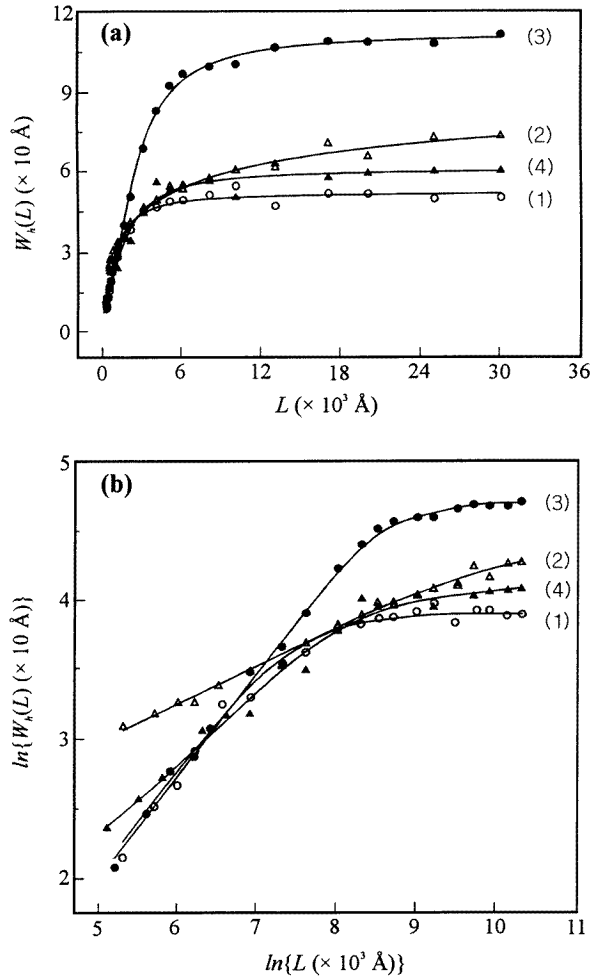 (a)
12
9
6
3
0
W_h(L) (× 10 Å)
(3)
(2)
(4)
(1)
0 6 12 18 24 30 36
L (× 10³ Å)
(b)
5
4
3
2
ln{W_h(L) (× 10 Å)}
(3)
(2)
(4)
(1)
5 6 7 8 9 10 11
ln{L (× 10³ Å)}